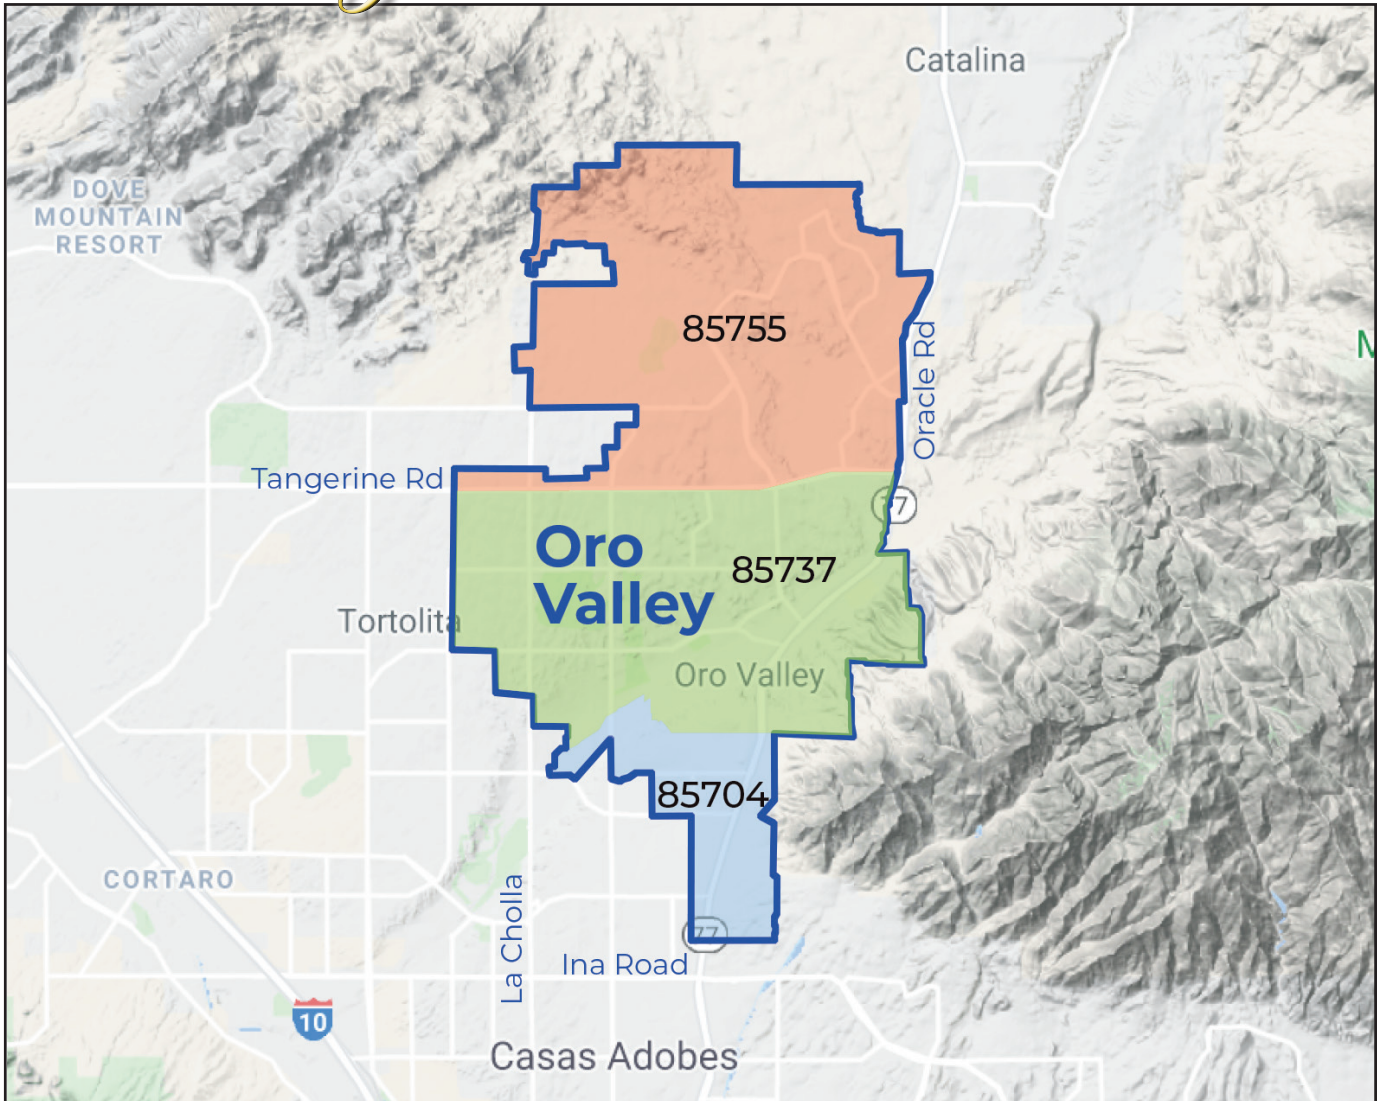 Catalina
DOVE
MOUNTAIN
RESORT
85755
Oracle Rd
Tangerine Rd
77
Oro
Valley
85737
Tortolita
Oro Valley
85704
CORTARO
La Cholla
77
Ina Road
10
Casas Adobes